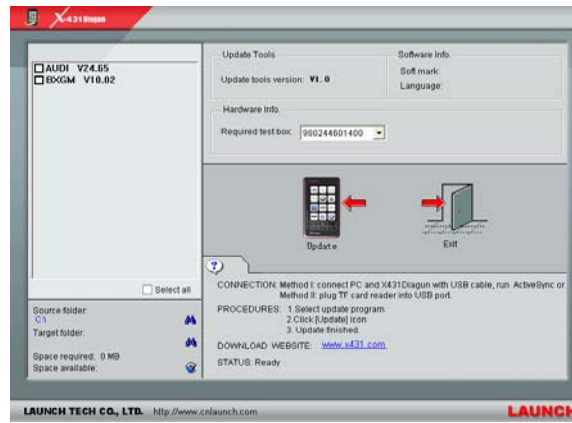 X-431 Diagun
AUDI V24.65
BXGM V10.02
Select all
Source folder:
C:\
Target folder:
Space required: 0 MB
Space available:
Update Tools
Update tools version: V1.0
Software Info.
Soft mark:
Language:
Hardware Info.
Required test box: 980244601400
Update
Exit
CONNECTION: Method I: connect PC and X431Diagun with USB cable, run ActiveSync or
Method II: plug TF card reader into USB port.
PROCEDURES: 1.Select update program
2.Click [Update] icon
3. Update finished.
DOWNLOAD WEBSITE: www.x431.com
STATUS: Ready
LAUNCH TECH CO., LTD. http://www.cnlaunch.com
LAUNCH